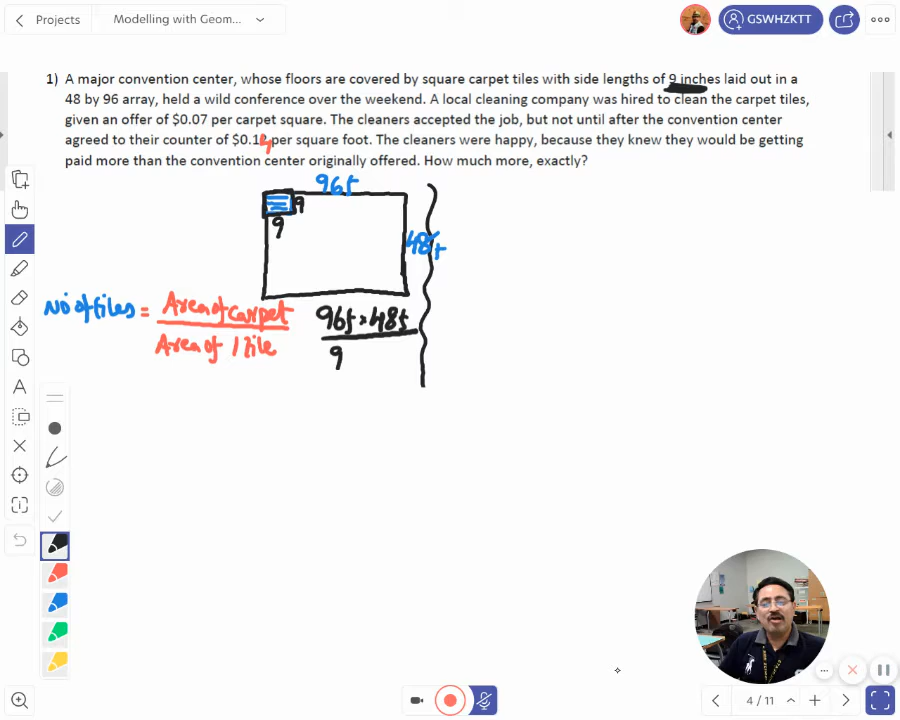 Projects
Modelling with Geom...
GSWHZKTT
1) A major convention center, whose floors are covered by square carpet tiles with side lengths of 9 inches laid out in a
48 by 96 array, held a wild conference over the weekend. A local cleaning company was hired to clean the carpet tiles,
given an offer of $0.07 per carpet square. The cleaners accepted the job, but not until after the convention center
agreed to their counter of $0.14 per square foot. The cleaners were happy, because they knew they would be getting
paid more than the convention center originally offered. How much more, exactly?
96ft
9
9
48ft
No of tiles = Area of carpet
Area of 1 tile
96ft × 48ft
9
A
4 / 11